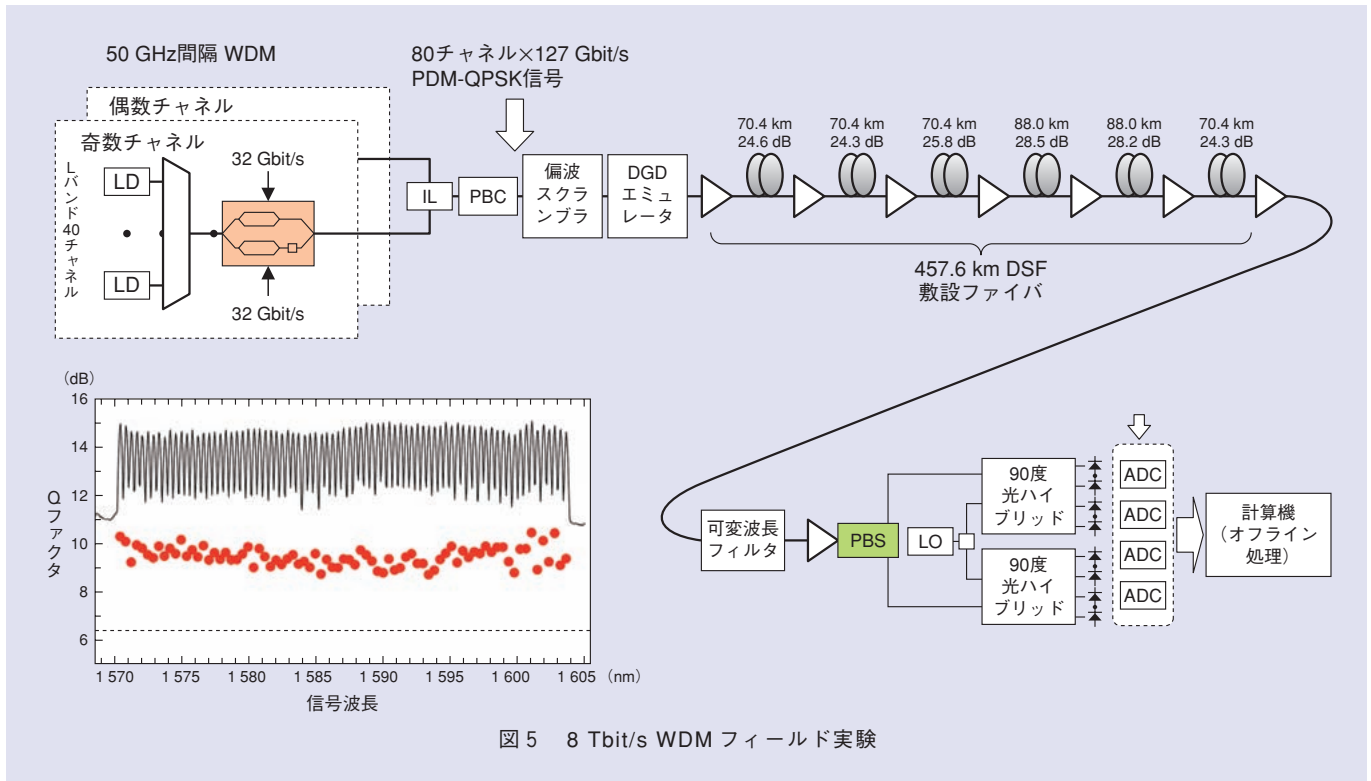 50 GHz間隔 WDM
偶数チャネル
奇数チャネル
Lバンド40チャネル
LD
LD
32 Gbit/s
32 Gbit/s
80チャネル×127 Gbit/s
PDM-QPSK信号
IL
PBC
偏波
スクラ
ンブラ
DGD
エミュ
レータ
70.4 km
24.6 dB
70.4 km
24.3 dB
70.4 km
25.8 dB
88.0 km
28.5 dB
88.0 km
28.2 dB
70.4 km
24.3 dB
457.6 km DSF
敷設ファイバ
可変波長
フィルタ
PBS
LO
90度
光ハイ
ブリッド
90度
光ハイ
ブリッド
ADC
ADC
ADC
ADC
計算機
（オフライン
処理）
（dB）
16
14
12
10
8
6
Qファクタ
1 570
1 575
1 580
1 585
1 590
1 595
1 600
1 605
（nm）
信号波長
図5 8 Tbit/s WDM フィールド実験